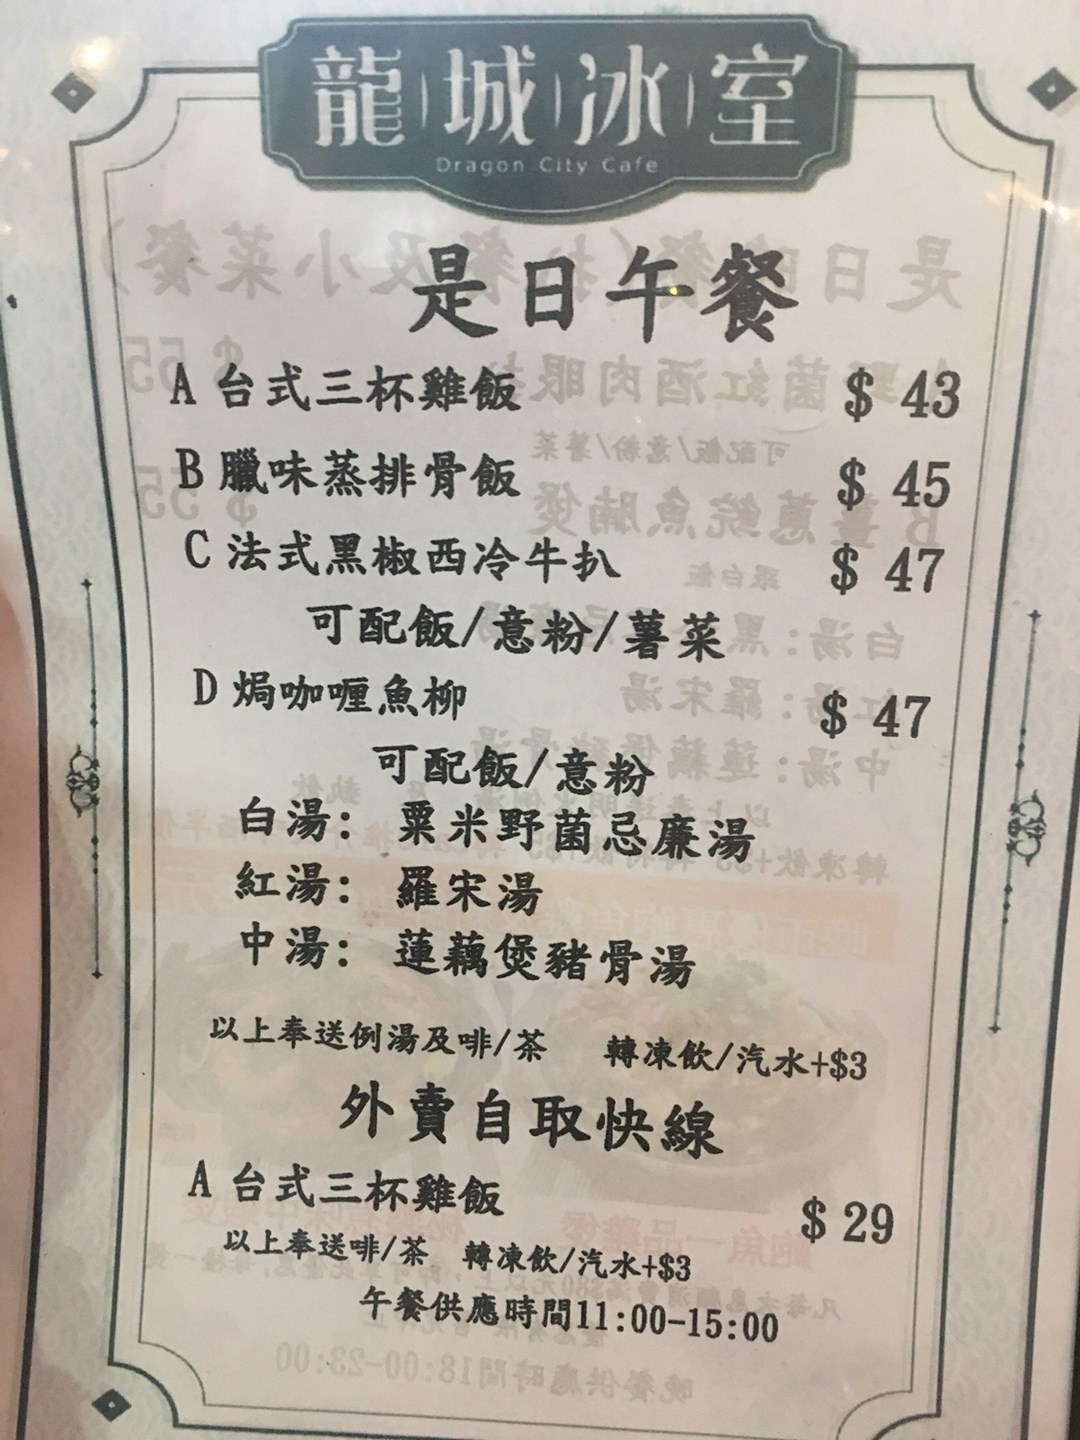 龍城冰室
Dragon City Cafe
是日午餐
A 台式三杯雞飯 $ 43
B 臘味蒸排骨飯 $ 45
C 法式黑椒西冷牛扒 $ 47
可配飯/意粉/薯菜
D 焗咖喱魚柳 $ 47
可配飯/意粉
白湯: 粟米野菌忌廉湯
紅湯: 羅宋湯
中湯: 蓮藕煲豬骨湯
以上奉送例湯及啡/茶 轉凍飲/汽水+$3
外賣自取快線
A 台式三杯雞飯 $ 29
以上奉送啡/茶 轉凍飲/汽水+$3
午餐供應時間11:00-15:00